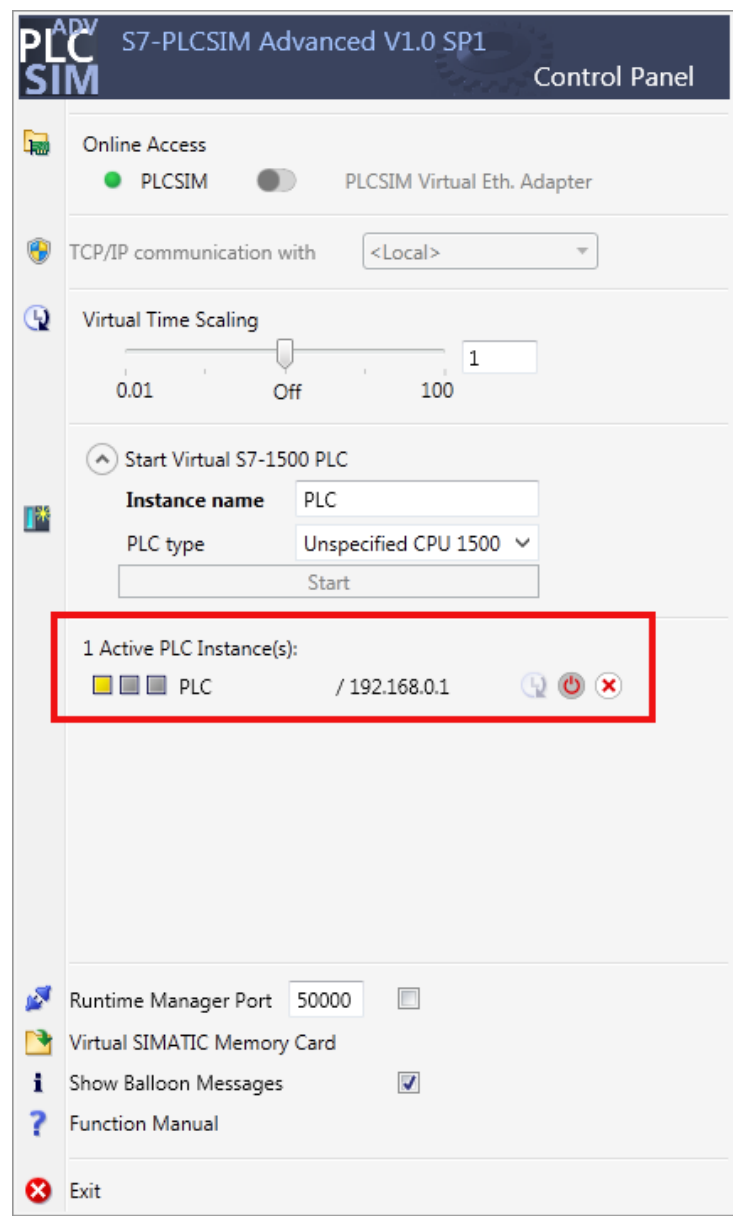 PLC ADV
SIM
S7-PLCSIM Advanced V1.0 SP1
Control Panel
Online Access
PLCSIM PLCSIM Virtual Eth. Adapter
TCP/IP communication with <Local>
Virtual Time Scaling
1
0.01 Off 100
Start Virtual S7-1500 PLC
Instance name PLC
PLC type Unspecified CPU 1500
Start
1 Active PLC Instance(s):
PLC / 192.168.0.1
Runtime Manager Port 50000
Virtual SIMATIC Memory Card
Show Balloon Messages
Function Manual
Exit